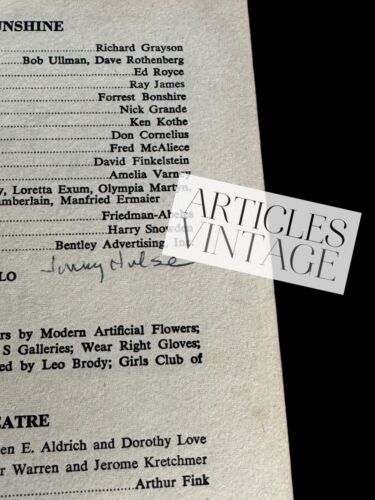 UNSHINE
Richard Grayson
Bob Ullman, Dave Rothenberg
Ed Royce
Ray James
Forrest Bonshire
Nick Grande
Ken Kothe
Don Cornelius
Fred McAliece
David Finkelstein
Amelia Varney
y, Loretta Exum, Olympia Martyn,
amberlain, Manfried Ermaier
Friedman-Abeles
Harry Snowden
Bentley Advertising, Inc.
LO
rs by Modern Artificial Flowers;
S Galleries; Wear Right Gloves;
ed by Leo Brody; Girls Club of
EATRE
en E. Aldrich and Dorothy Love
r Warren and Jerome Kretchmer
Arthur Fink
ARTICLES
VINTAGE